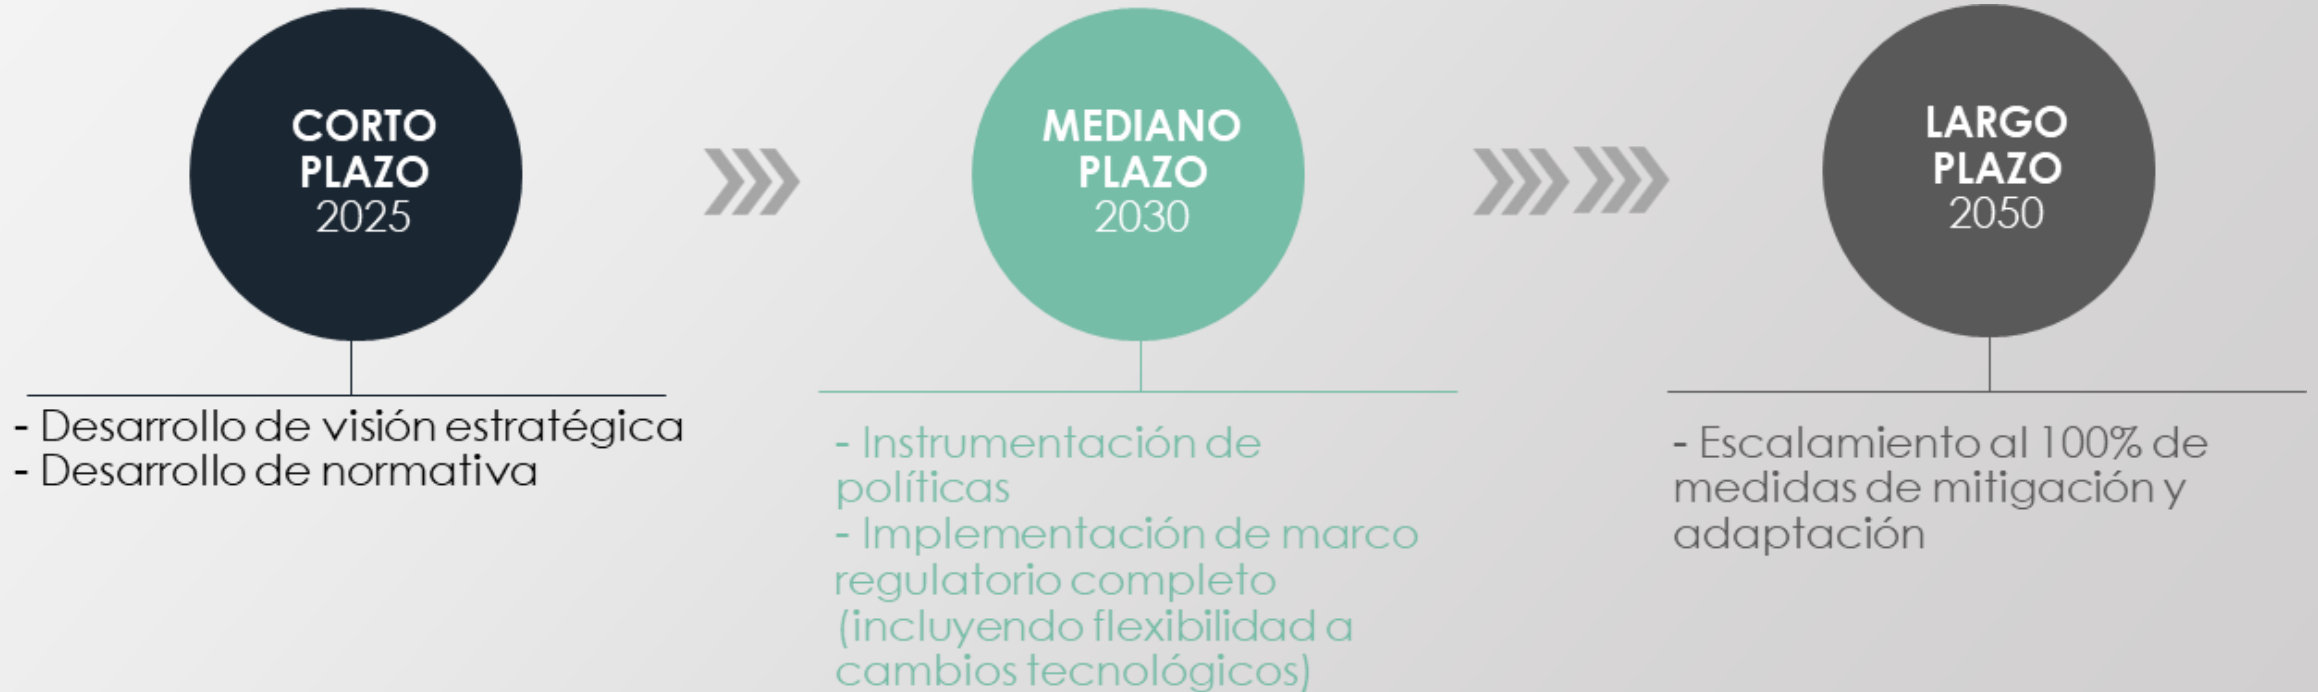 CORTO
PLAZO
2025
- Desarrollo de visión estratégica
- Desarrollo de normativa
MEDIANO
PLAZO
2030
- Instrumentación de
políticas
- Implementación de marco
regulatorio completo
(incluyendo flexibilidad a
cambios tecnológicos)
LARGO
PLAZO
2050
- Escalamiento al 100% de
medidas de mitigación y
adaptación